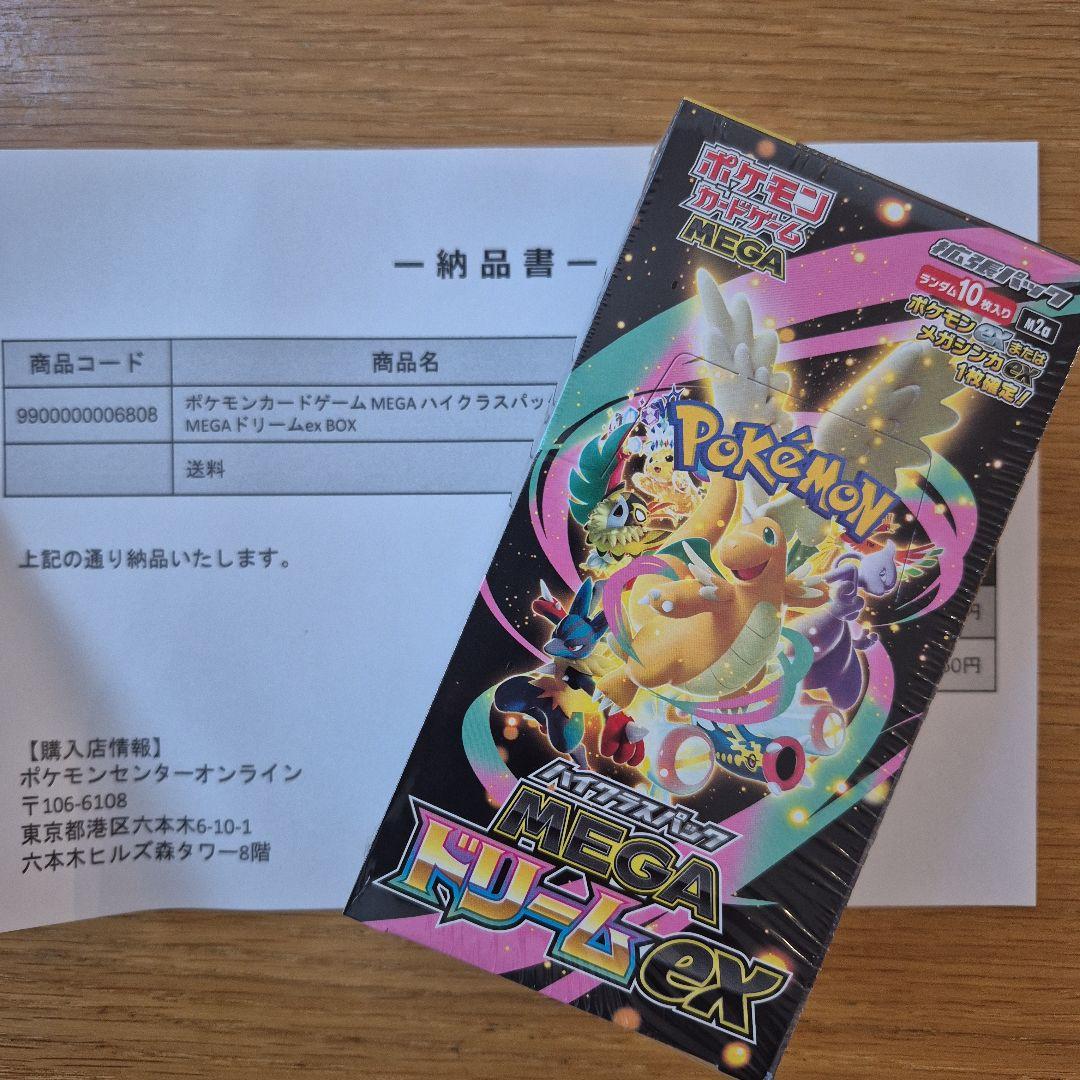 ー納品書ー
商品コード 商品名
9900000006808 ポケモンカードゲーム MEGA ハイクラスパッ
MEGAドリームex BOX
送料
上記の通り納品いたします。
円
0円
【購入店情報】
ポケモンセンターオンライン
〒106-6108
東京都港区六本木6-10-1
六本木ヒルズ森タワー8階
ポケモン
カードゲーム
MEGA
拡張パック
ランダム10枚入り M2a
ポケモンexまたは
メガシンカex
1枚確定！
Pokémon
ハイクラスパック
MEGA
ドリームex